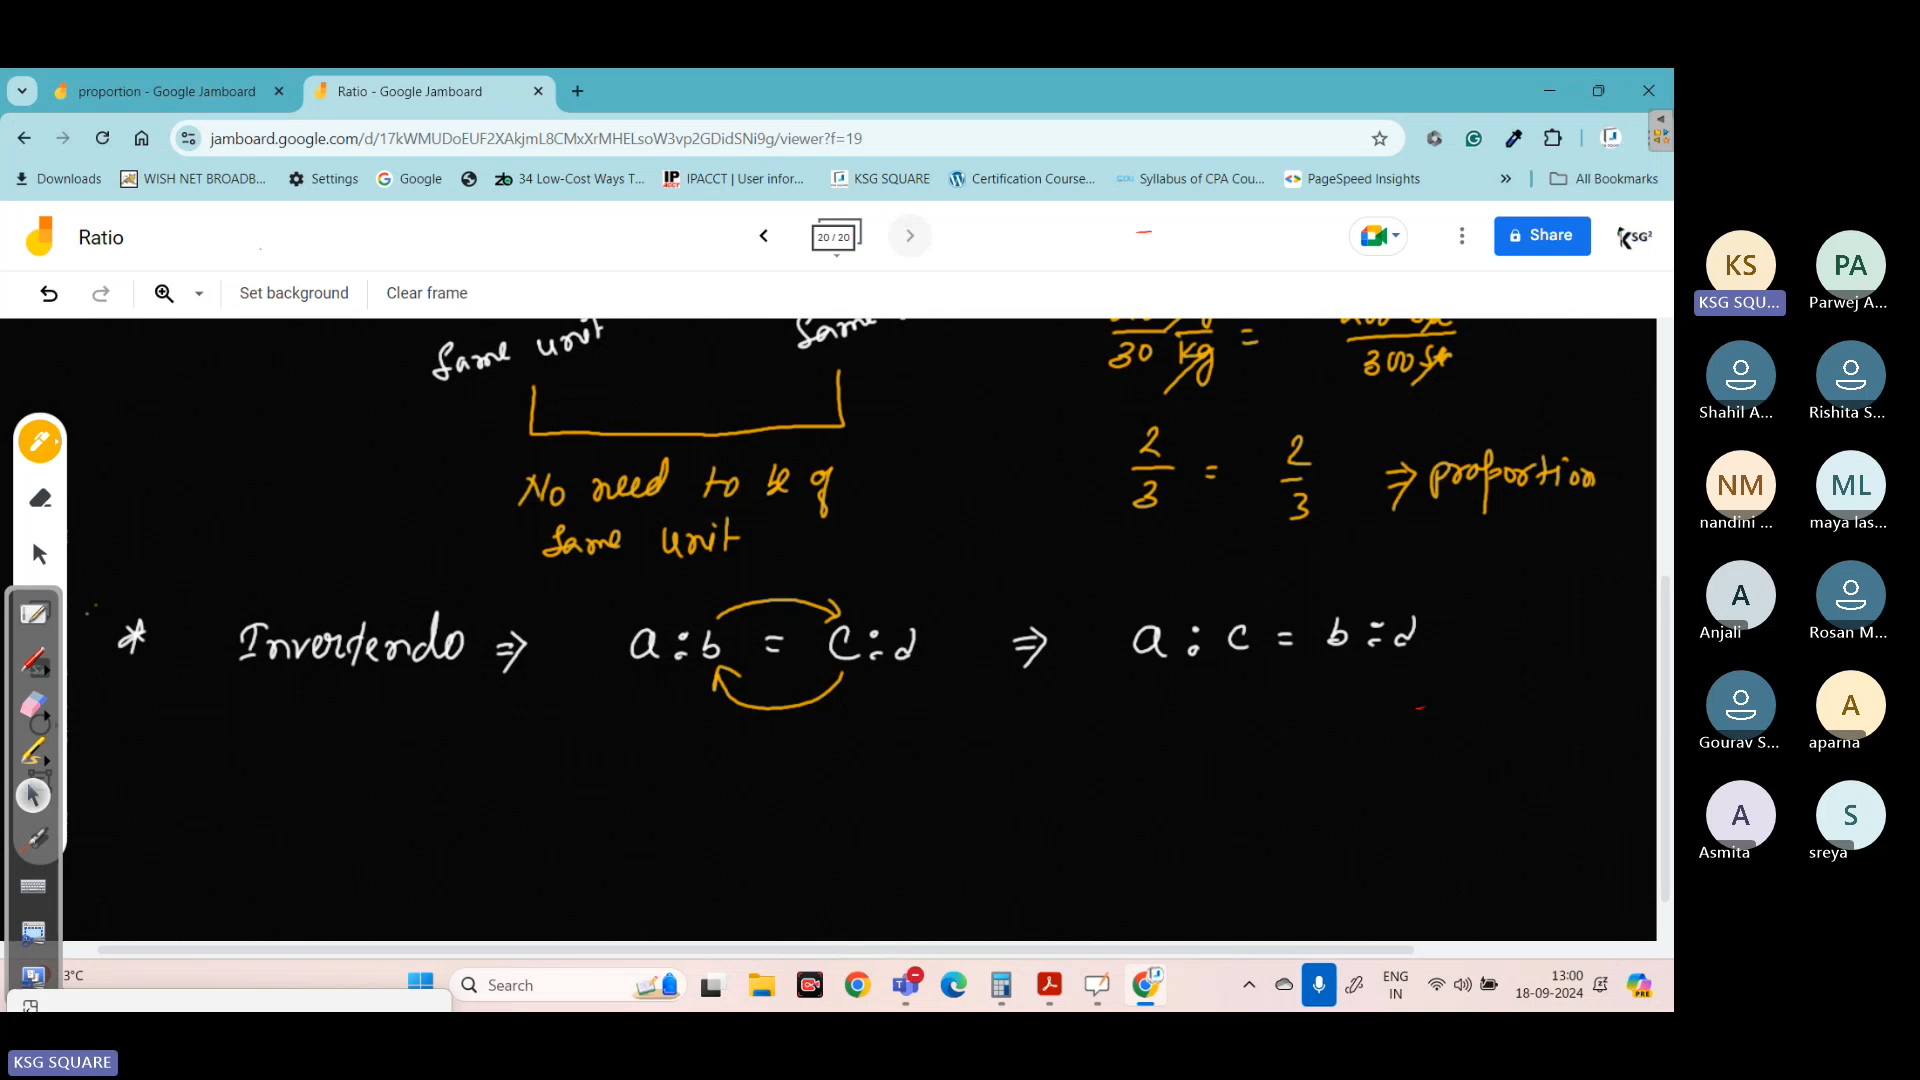 proportion - Google Jamboard
Ratio - Google Jamboard
jamboard.google.com/d/17kWMUDoEUF2XAkjmL8CMxXrMHELsoW3vp2GDidSNi9g/viewer?f=19
Downloads
WISH NET BROADB...
Settings
Google
34 Low-Cost Ways T...
IPACCT | User infor...
KSG SQUARE
Certification Course...
Syllabus of CPA Cou...
PageSpeed Insights
All Bookmarks
Ratio
20 / 20
Share
KSG²
Set background
Clear frame
Same unit
Same
30 kg =
300
2/3 = 2/3 ⇒ proportion
No need to be of
same unit
* Invertendo ⇒ a:b = c:d ⇒ a : c = b:d
KS
KSG SQU...
PA
Parwej A...
Shahil A...
Rishita S...
NM
nandini ...
ML
maya las...
A
Anjali
Rosan M...
Gourav S...
A
aparna
A
Asmita
S
sreya
3°C
Search
ENG
IN
13:00
18-09-2024
PRE
KSG SQUARE